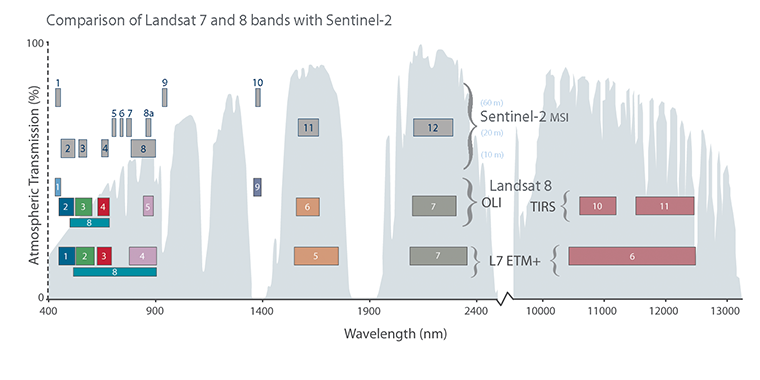 Comparison of Landsat 7 and 8 bands with Sentinel-2
100
Atmospheric Transmission (%)
0
1 9 10
(60 m)
5 6 7 8a 11 12
Sentinel-2 MSI
(20 m)
2 3 4 8
(10 m)
1 9
Landsat 8
2 3 4 5 6 7 OLI TIRS 10 11
8
1 2 3 4 5 7 L7 ETM+ 6
8
400 900 1400 1900 2400 10000 11000 12000 13000
Wavelength (nm)